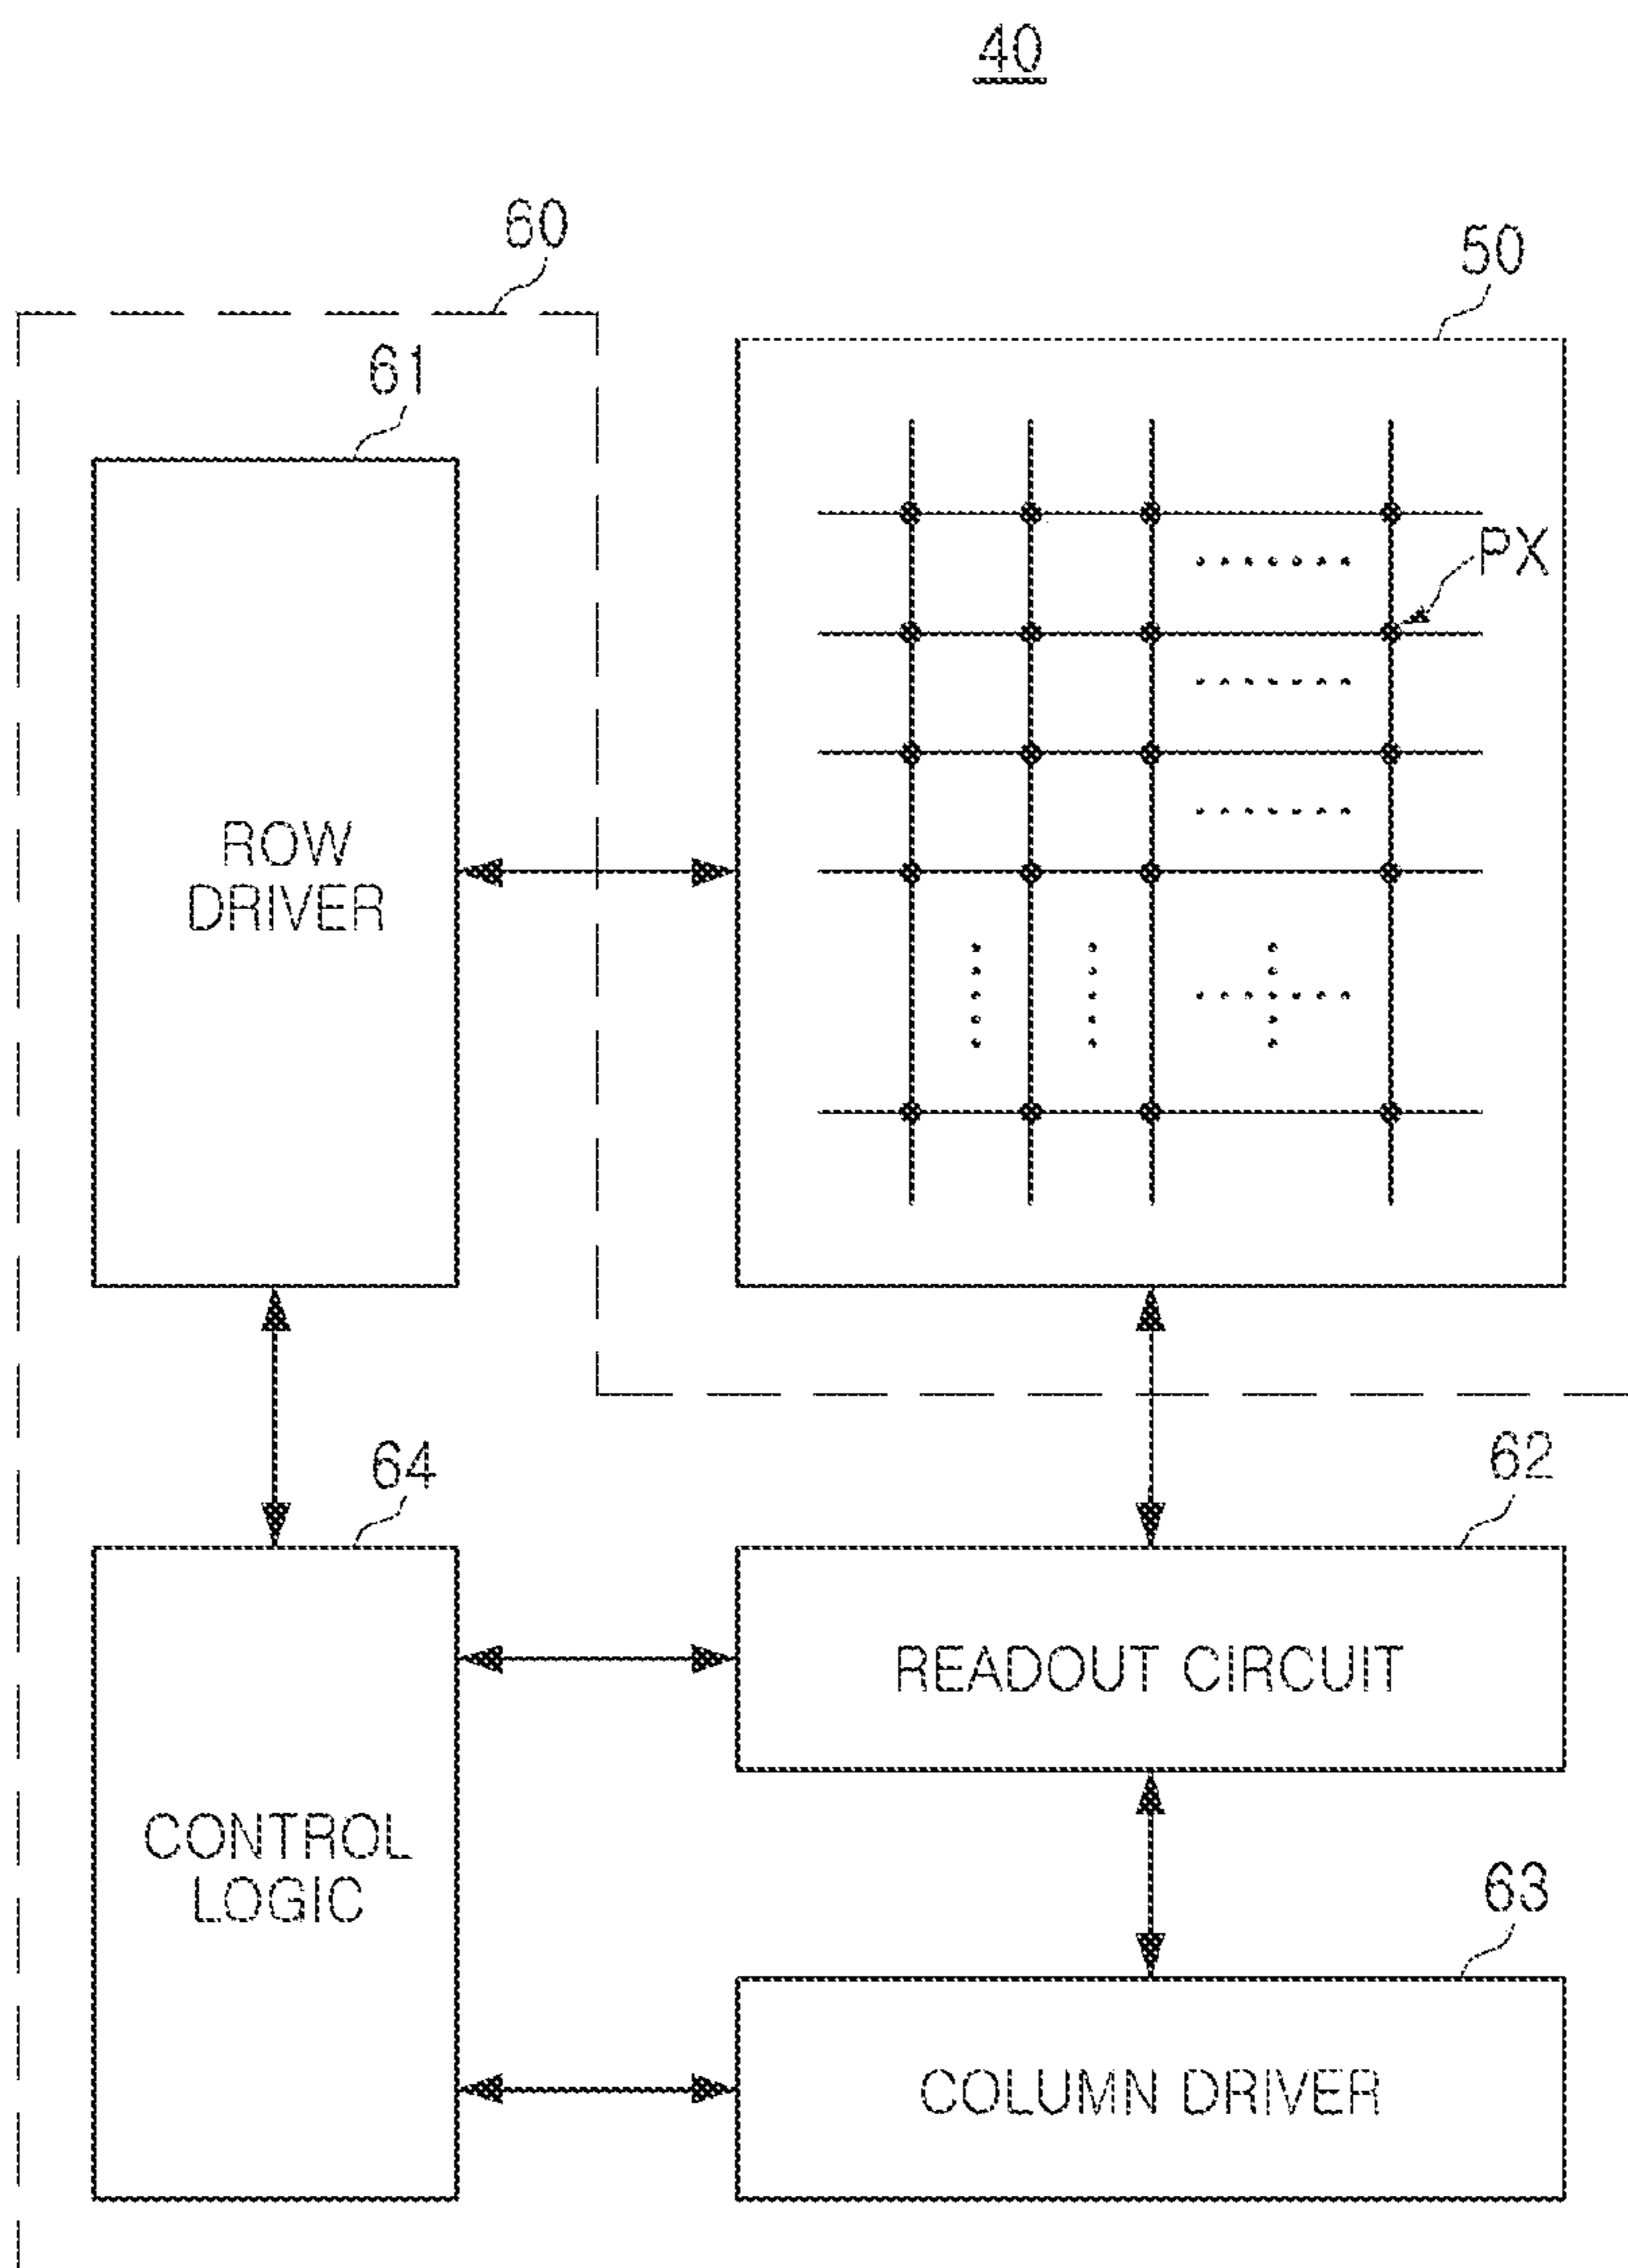 40
60
50
61
PX
ROW
DRIVER
64
62
READOUT CIRCUIT
CONTROL
LOGIC
63
COLUMN DRIVER